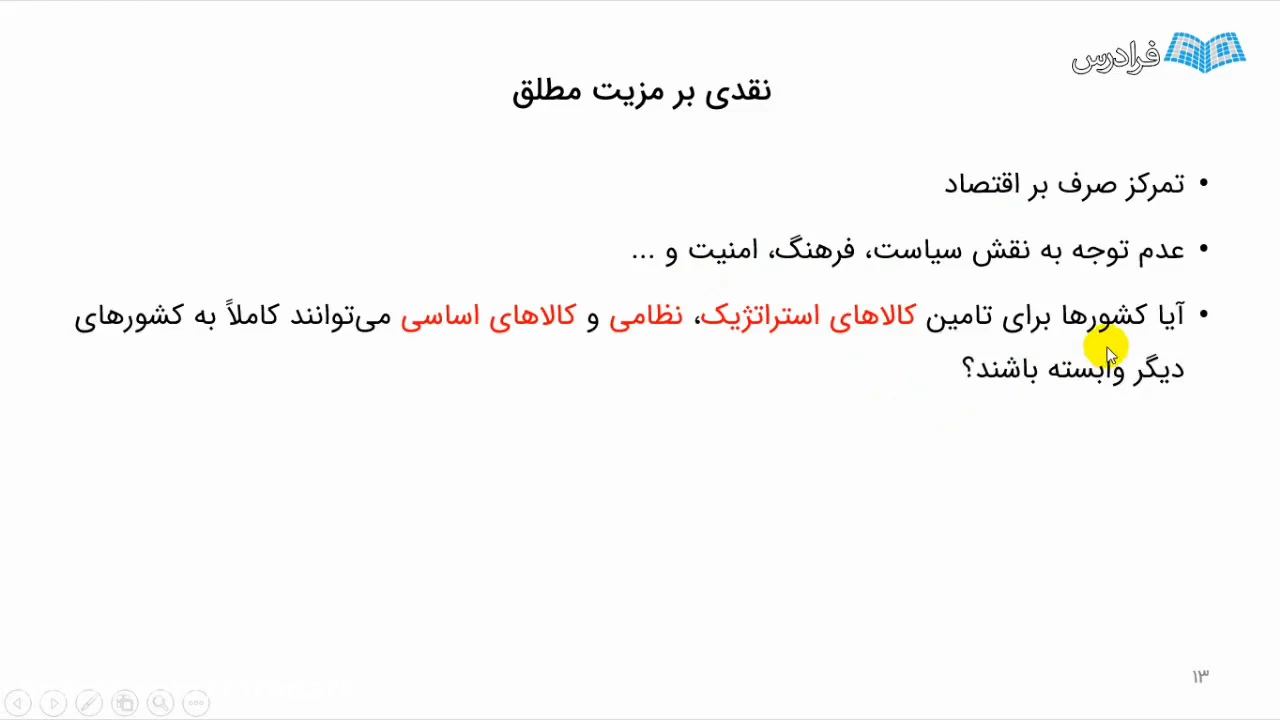 فرادرس
نقدی بر مزیت مطلق
• تمرکز صرف بر اقتصاد
• عدم توجه به نقش سیاست، فرهنگ، امنیت و ...
• آیا کشورها برای تامین کالاهای استراتژیک، نظامی و کالاهای اساسی می‌توانند کاملاً به کشورهای
دیگر وابسته باشند؟
۱۳